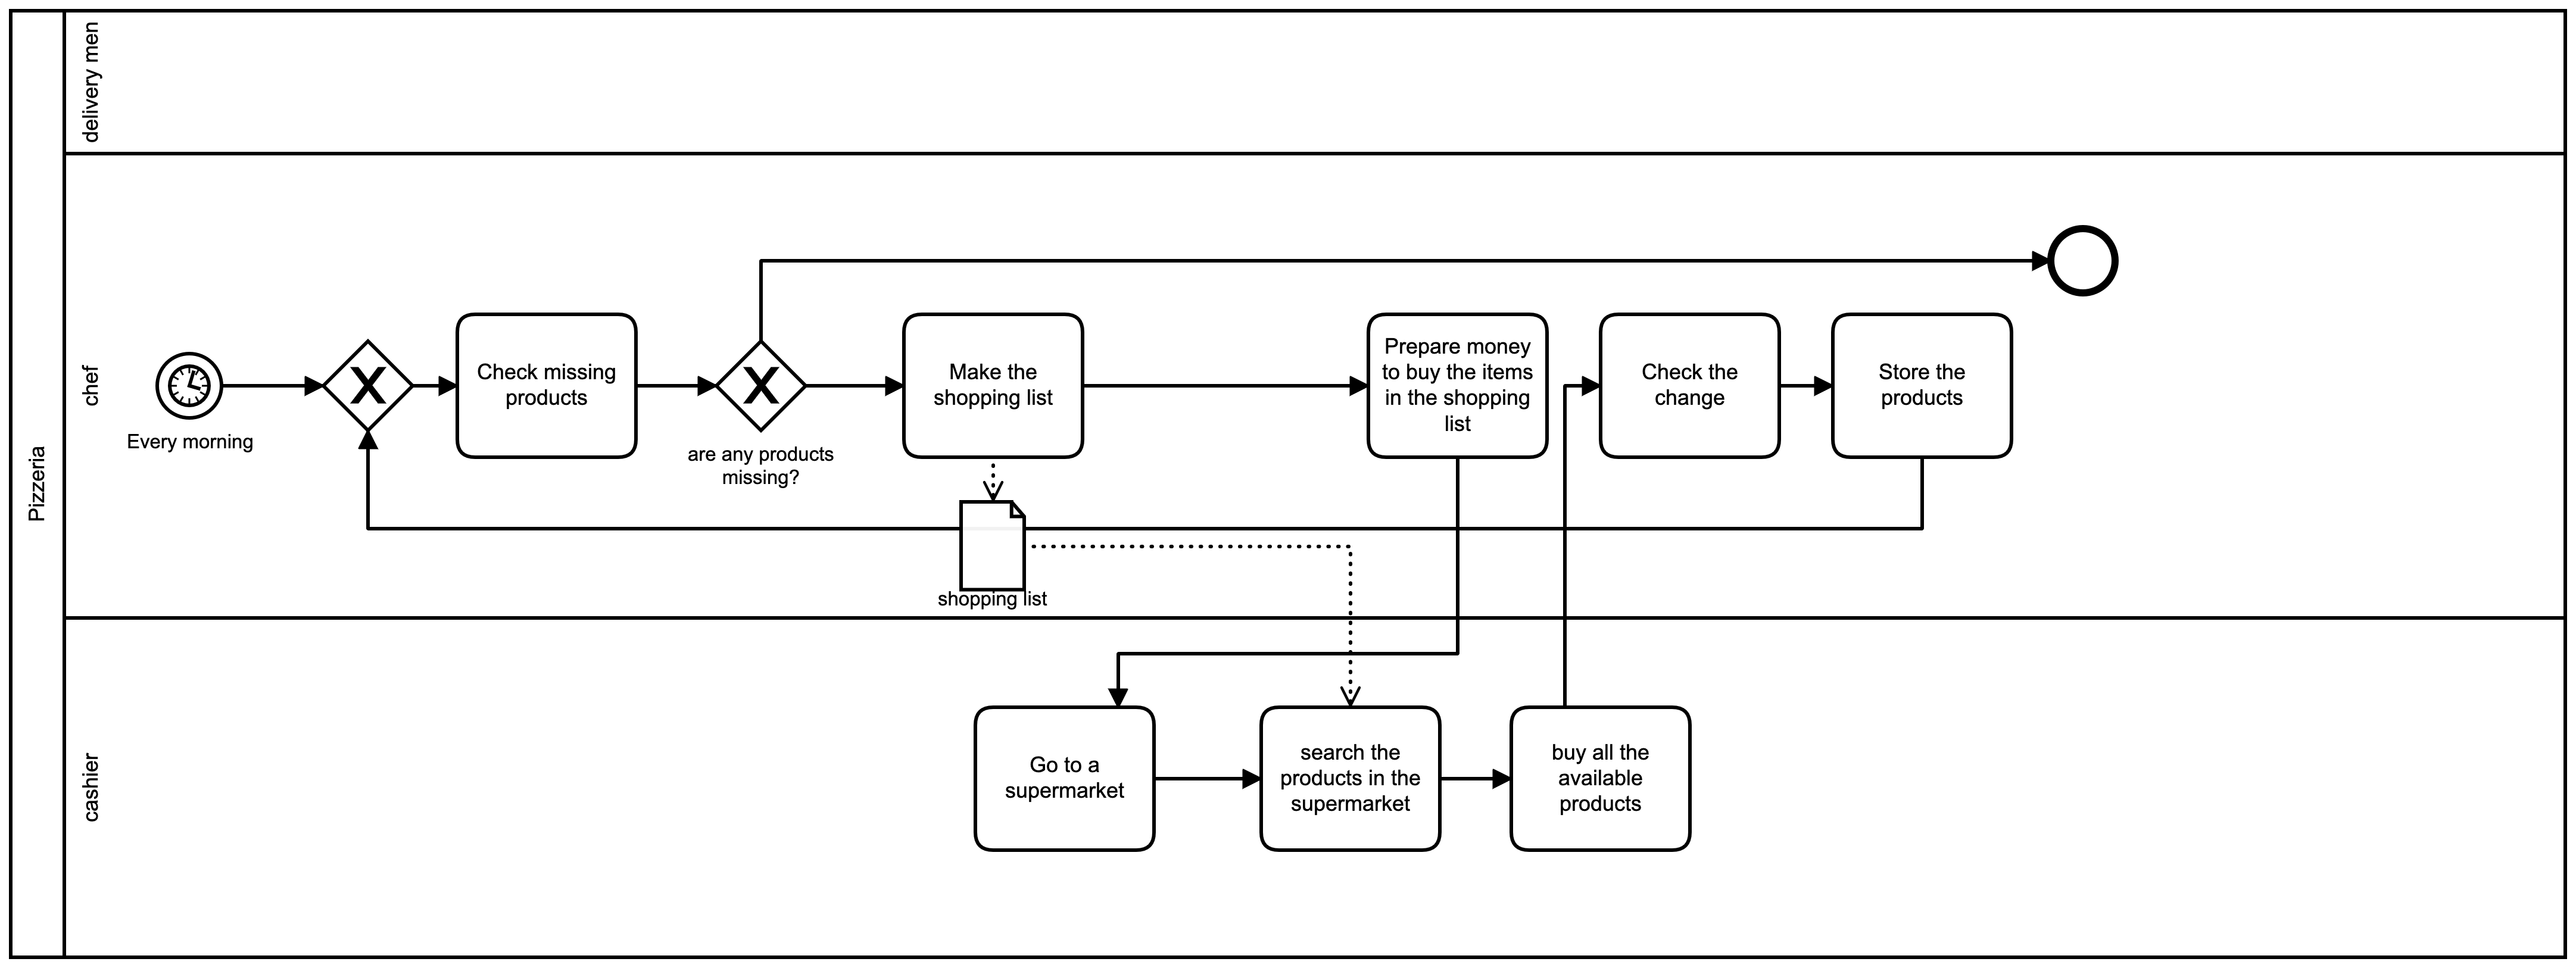 Pizzeria
delivery men
chef
cashier
Every morning
Check missing
products
are any products
missing?
Make the
shopping list
shopping list
Prepare money
to buy the items
in the shopping
list
Check the
change
Store the
products
Go to a
supermarket
search the
products in the
supermarket
buy all the
available
products